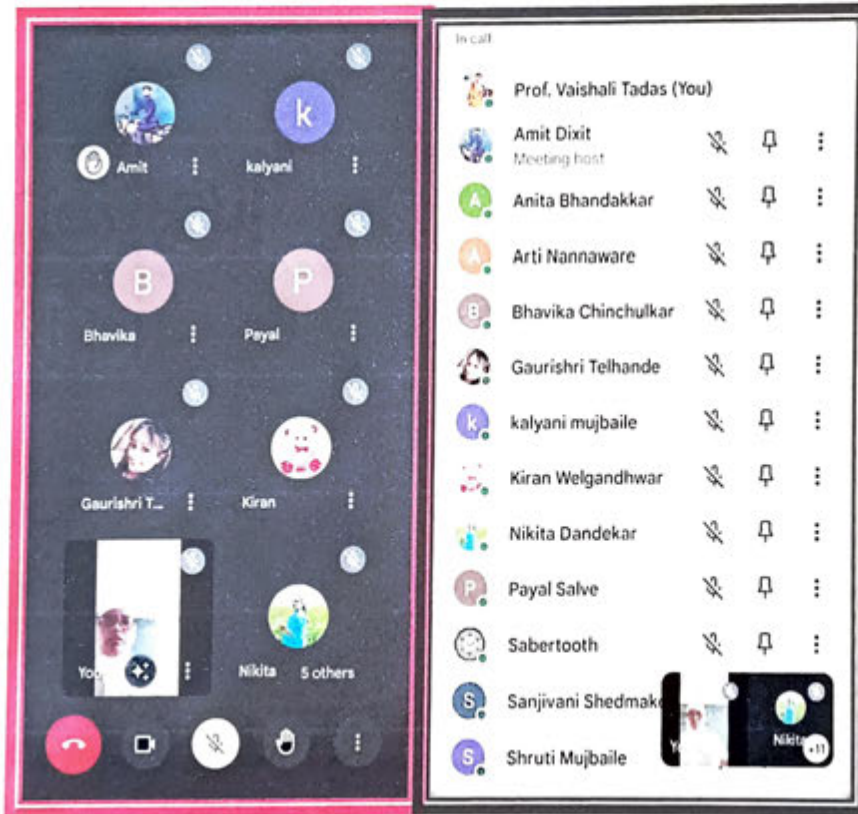 Amit
k
kalyani
B
Bhavika
P
Payal
Gaurishri T...
Kiran
You
Nikita
5 others
In call
Prof. Vaishali Tadas (You)
Amit Dixit
Meeting host
A
Anita Bhandakkar
A
Arti Nannaware
B
Bhavika Chinchulkar
Gaurishri Telhande
k
kalyani mujbaile
Kiran Welgandhwar
Nikita Dandekar
P
Payal Salve
Sabertooth
S
Sanjivani Shedmak
S
Shruti Mujbaile
Nikita
+11